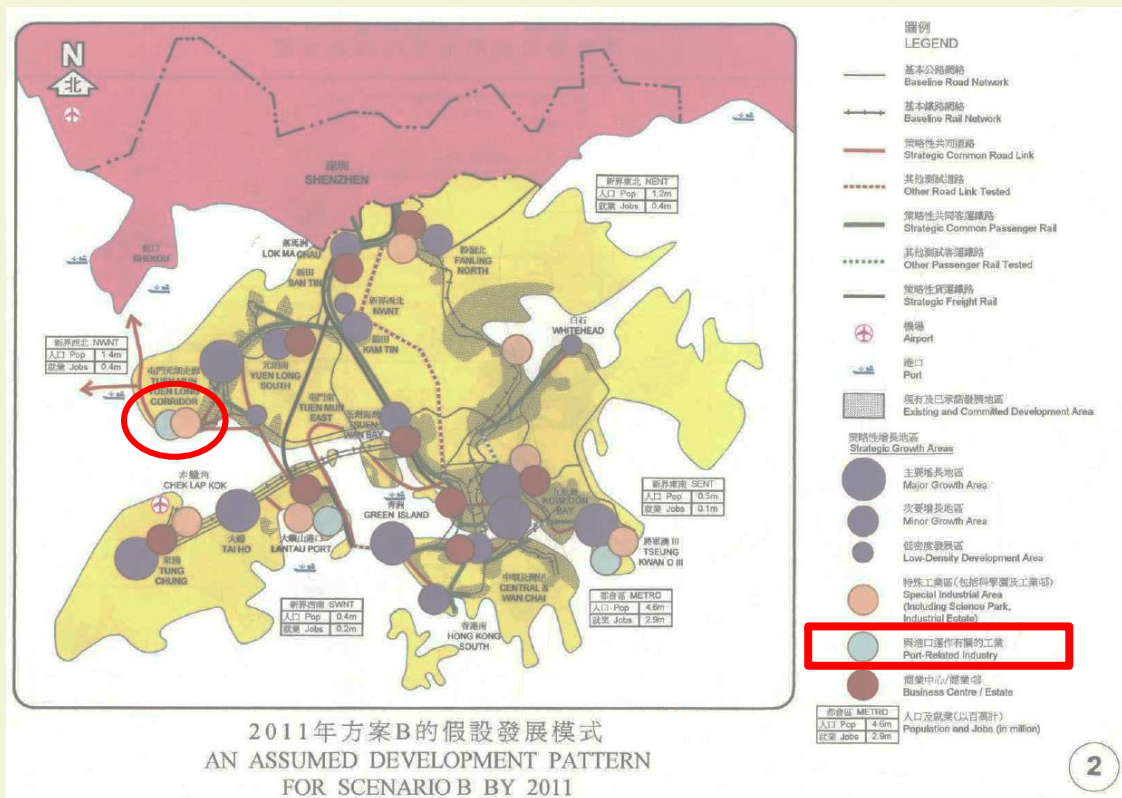 N
北
深圳
SHENZHEN
新界東北 NENT
人口 Pop 1.2m
就業 Jobs 0.4m
落馬洲
LOK MA CHAU
粉嶺北
FANLING
NORTH
蛇口
SHEKOU
新田
SAN TIN
新界西北
NWNT
白石
WHITEHEAD
錦田
KAM TIN
新界西北 NWNT
人口 Pop 1.4m
就業 Jobs 0.4m
屯門元朗走廊
TUEN MUN
YUEN LONG
CORRIDOR
元朗南
YUEN LONG
SOUTH
屯門東
TUEN MUN
EAST
荃灣海灣
TSUEN
WAN BAY
赤鱲角
CHEK LAP KOK
青洲
GREEN ISLAND
九龍灣
KOWLOON
BAY
新界東南 SENT
人口 Pop 0.5m
就業 Jobs 0.1m
大蠔
TAI HO
大嶼山港口
LANTAU PORT
將軍澳 III
TSEUNG
KWAN O III
東涌
TUNG
CHUNG
中環及灣仔
CENTRAL &
WAN CHAI
新界西南 SWNT
人口 Pop 0.4m
就業 Jobs 0.2m
都會區 METRO
人口 Pop 4.6m
就業 Jobs 2.9m
香港南
HONG KONG
SOUTH
圖例
LEGEND
基本公路網絡
Baseline Road Network
基本鐵路網絡
Baseline Rail Network
策略性共同道路
Strategic Common Road Link
其他測試道路
Other Road Link Tested
策略性共同客運鐵路
Strategic Common Passenger Rail
其他測試客運鐵路
Other Passenger Rail Tested
策略性貨運鐵路
Strategic Freight Rail
機場
Airport
港口
Port
現有及已承諾發展地區
Existing and Committed Development Area
策略性增長地區
Strategic Growth Areas
主要增長地區
Major Growth Area
次要增長地區
Minor Growth Area
低密度發展區
Low-Density Development Area
特殊工業區(包括科學園及工業邨)
Special Industrial Area
(Including Science Park,
Industrial Estate)
與港口運作有關的工業
Port-Related Industry
商業中心/商業邨
Business Centre / Estate
都會區 METRO
人口 Pop 4.6m
就業 Jobs 2.9m
人口及就業(以百萬計)
Population and Jobs (in million)
2011年方案B的假設發展模式
AN ASSUMED DEVELOPMENT PATTERN
FOR SCENARIO B BY 2011
2